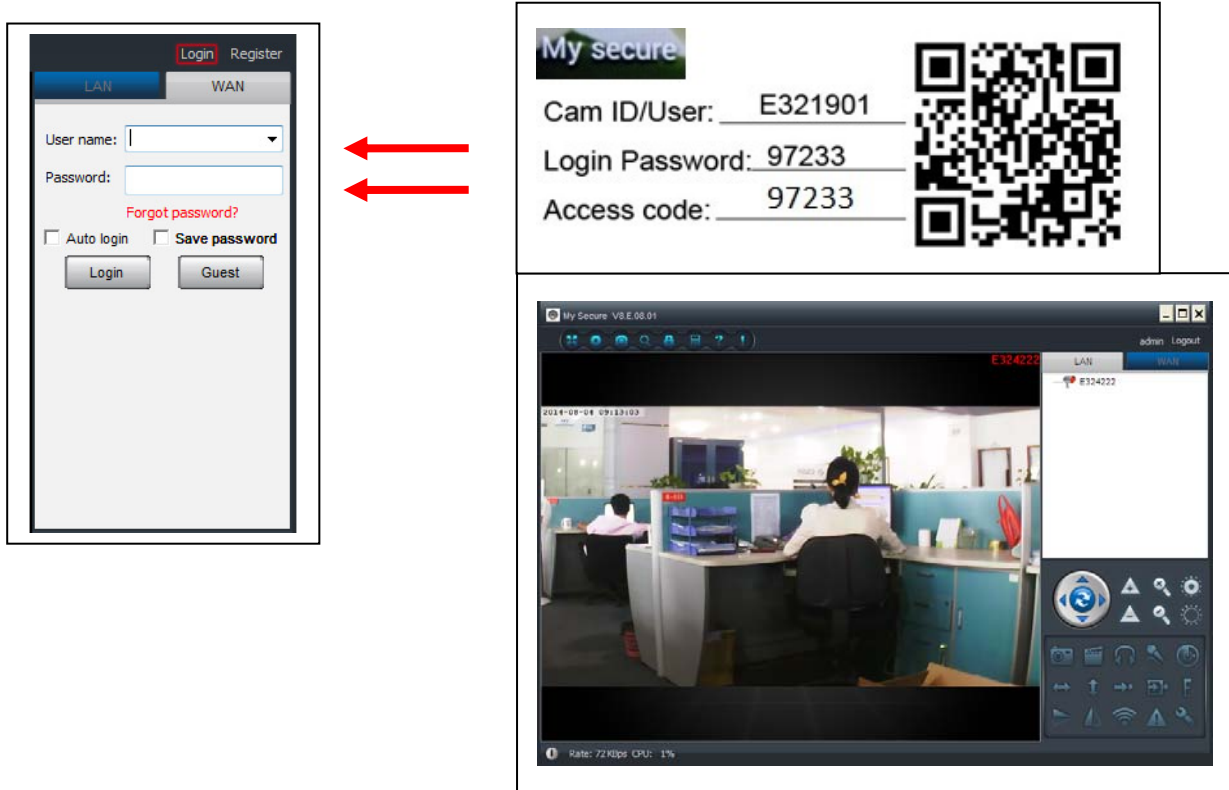 Login Register
LAN WAN
User name:
Password:
Forgot password?
Auto login Save password
Login Guest
My secure
Cam ID/User: E321901
Login Password: 97233
Access code: 97233
My Secure V8.E.08.01
admin Logout
E324222
LAN WAN
E324222
2014-08-04 09:13:03
Rate: 72KBps CPU: 1%